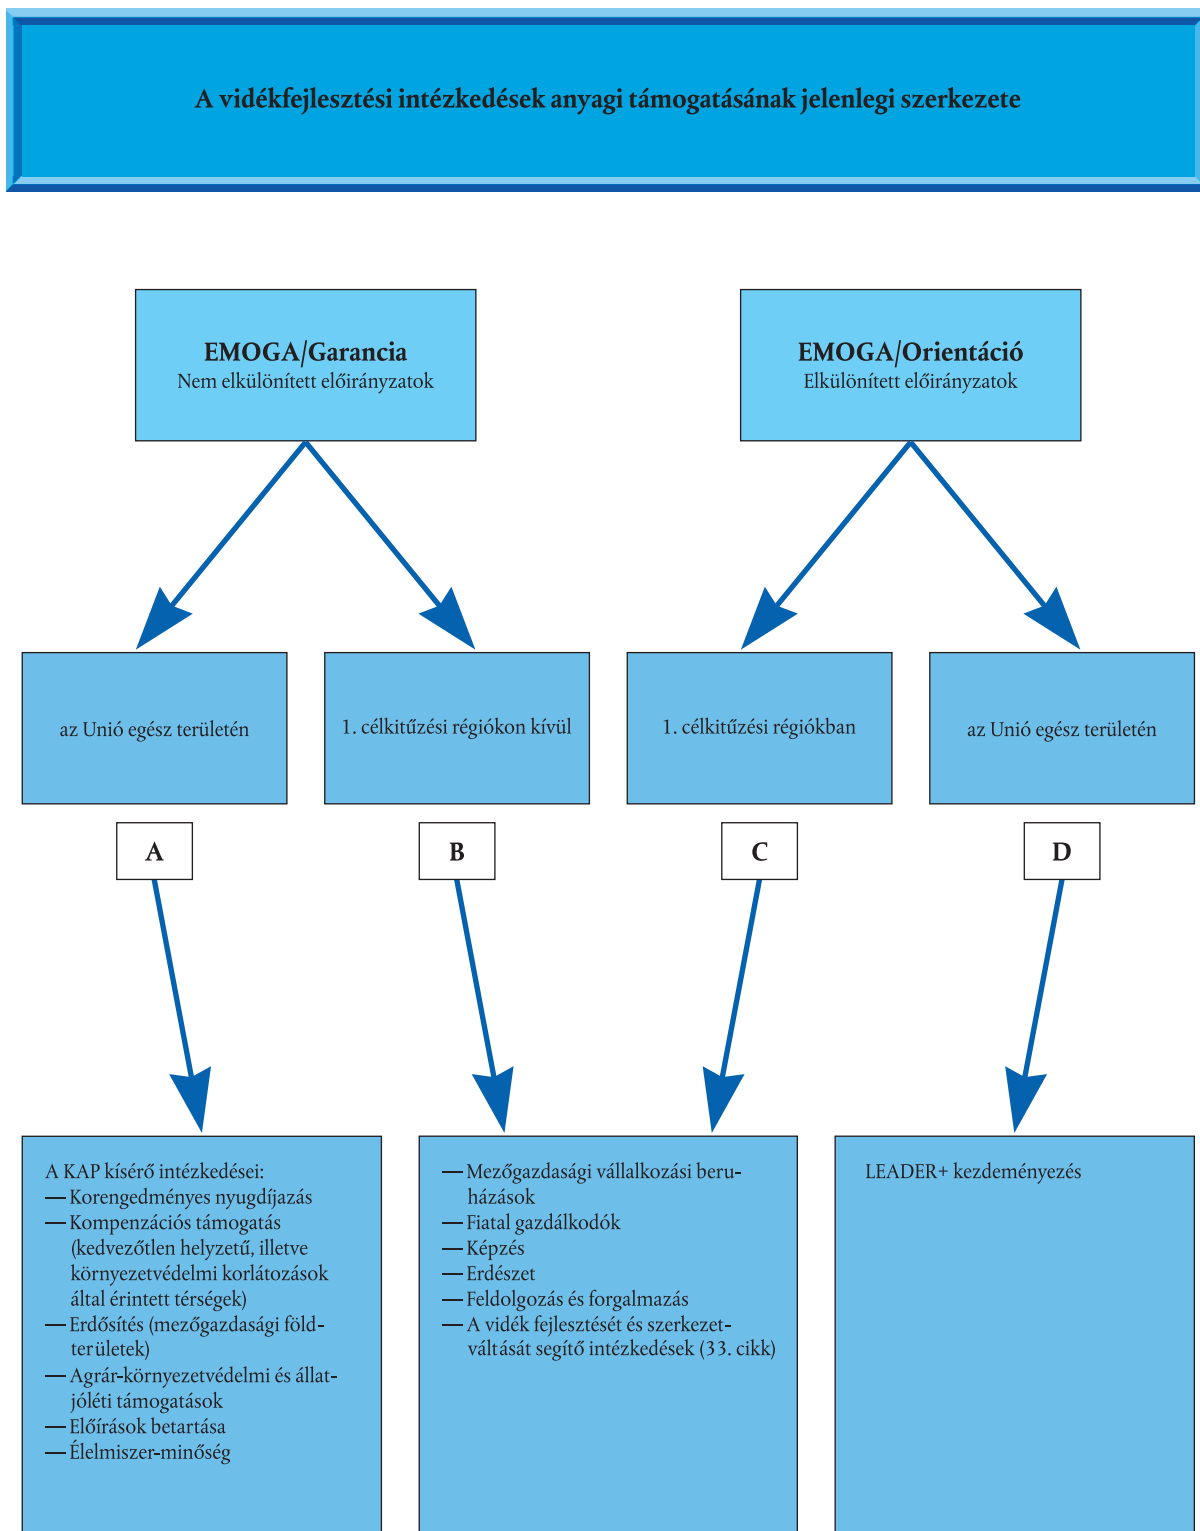 A vidékfejlesztési intézkedések anyagi támogatásának jelenlegi szerkezete
EMOGA/Garancia
Nem elkülönített előirányzatok
EMOGA/Orientáció
Elkülönített előirányzatok
az Unió egész területén
1. célkitűzési régiókon kívül
1. célkitűzési régiókban
az Unió egész területén
A
B
C
D
A KAP kísérő intézkedései:
— Korengedményes nyugdíjazás
— Kompenzációs támogatás
(kedvezőtlen helyzetű, illetve
környezetvédelmi korlátozások
által érintett térségek)
— Erdősítés (mezőgazdasági föld-
területek)
— Agrár-környezetvédelmi és állat-
jóléti támogatások
— Előírások betartása
— Élelmiszer-minőség
— Mezőgazdasági vállalkozási beru-
házások
— Fiatal gazdálkodók
— Képzés
— Erdészet
— Feldolgozás és forgalmazás
— A vidék fejlesztését és szerkezet-
váltását segítő intézkedések (33. cikk)
LEADER+ kezdeményezés